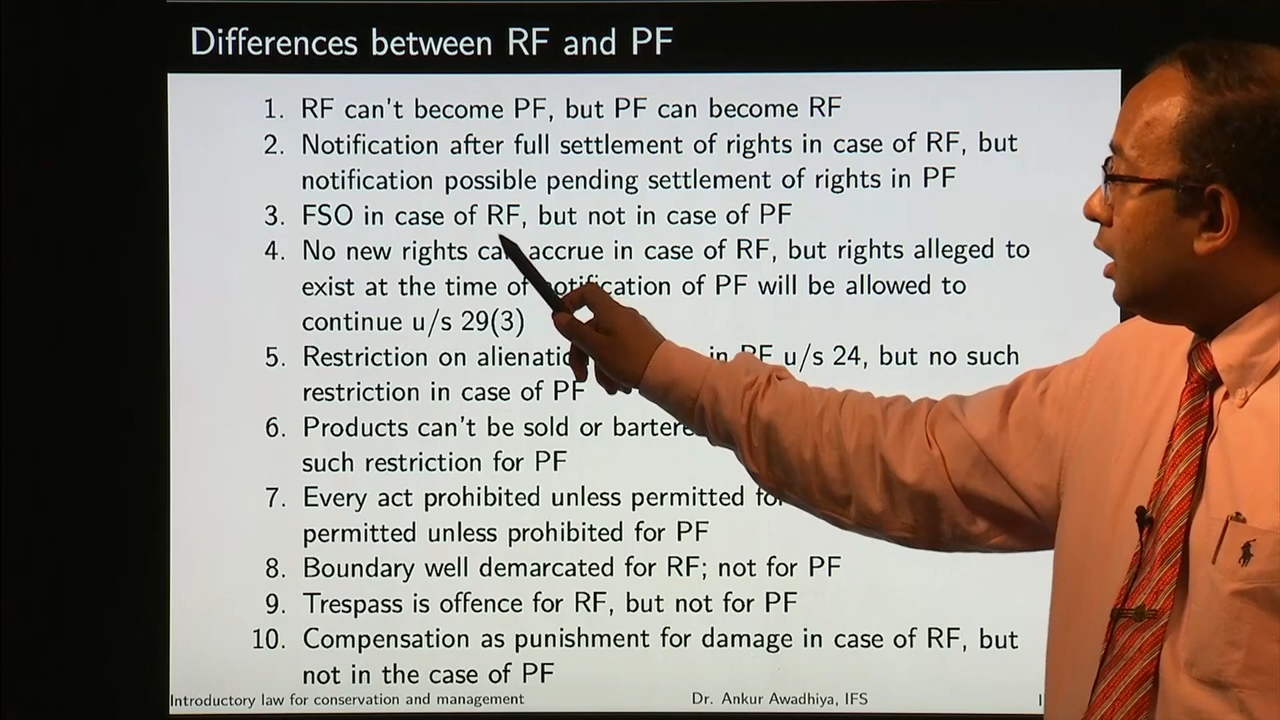 Differences between RF and PF
1. RF can't become PF, but PF can become RF
2. Notification after full settlement of rights in case of RF, but
notification possible pending settlement of rights in PF
3. FSO in case of RF, but not in case of PF
4. No new rights can accrue in case of RF, but rights alleged to
exist at the time of notification of PF will be allowed to
continue u/s 29(3)
5. Restriction on in RF u/s 24, but no such
restriction in case of PF
6. Products can't be sold or
such restriction for PF
7. Every act prohibited unless permitted
permitted unless prohibited for PF
8. Boundary well demarcated for RF; not for PF
9. Trespass is offence for RF, but not for PF
10. Compensation as punishment for damage in case of RF, but
not in the case of PF
Introductory law for conservation and management Dr. Ankur Awadhiya, IFS